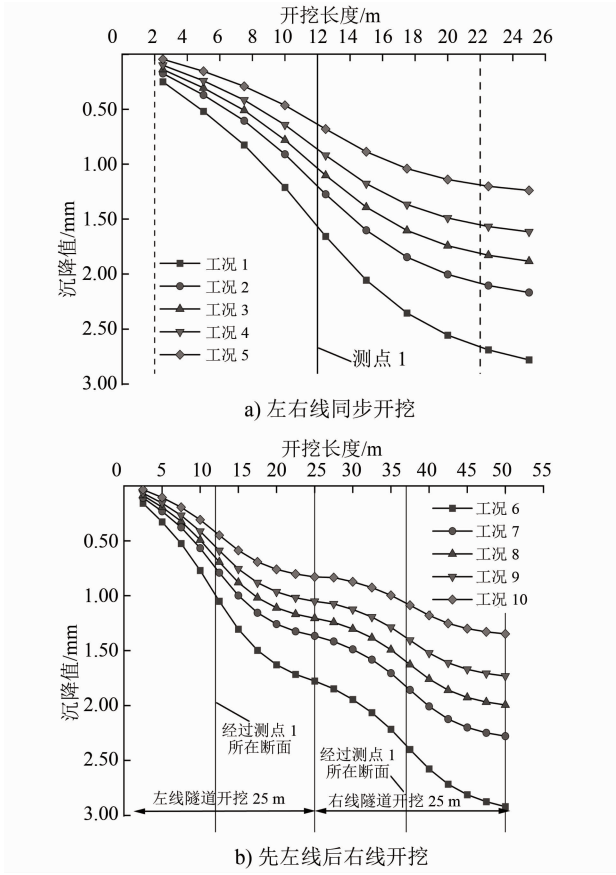 开挖长度/m
0 2 4 6 8 10 12 14 16 18 20 22 24 26
0.50
1.00
1.50
2.00
2.50
3.00
沉降值/mm
工况 1
工况 2
工况 3
工况 4
工况 5
测点 1
a) 左右线同步开挖
开挖长度/m
0 5 10 15 20 25 30 35 40 45 50 55
0.50
1.00
1.50
2.00
2.50
3.00
沉降值/mm
工况 6
工况 7
工况 8
工况 9
工况 10
经过测点 1
所在断面
经过测点 1
所在断面
左线隧道开挖 25 m
右线隧道开挖 25 m
b) 先左线后右线开挖